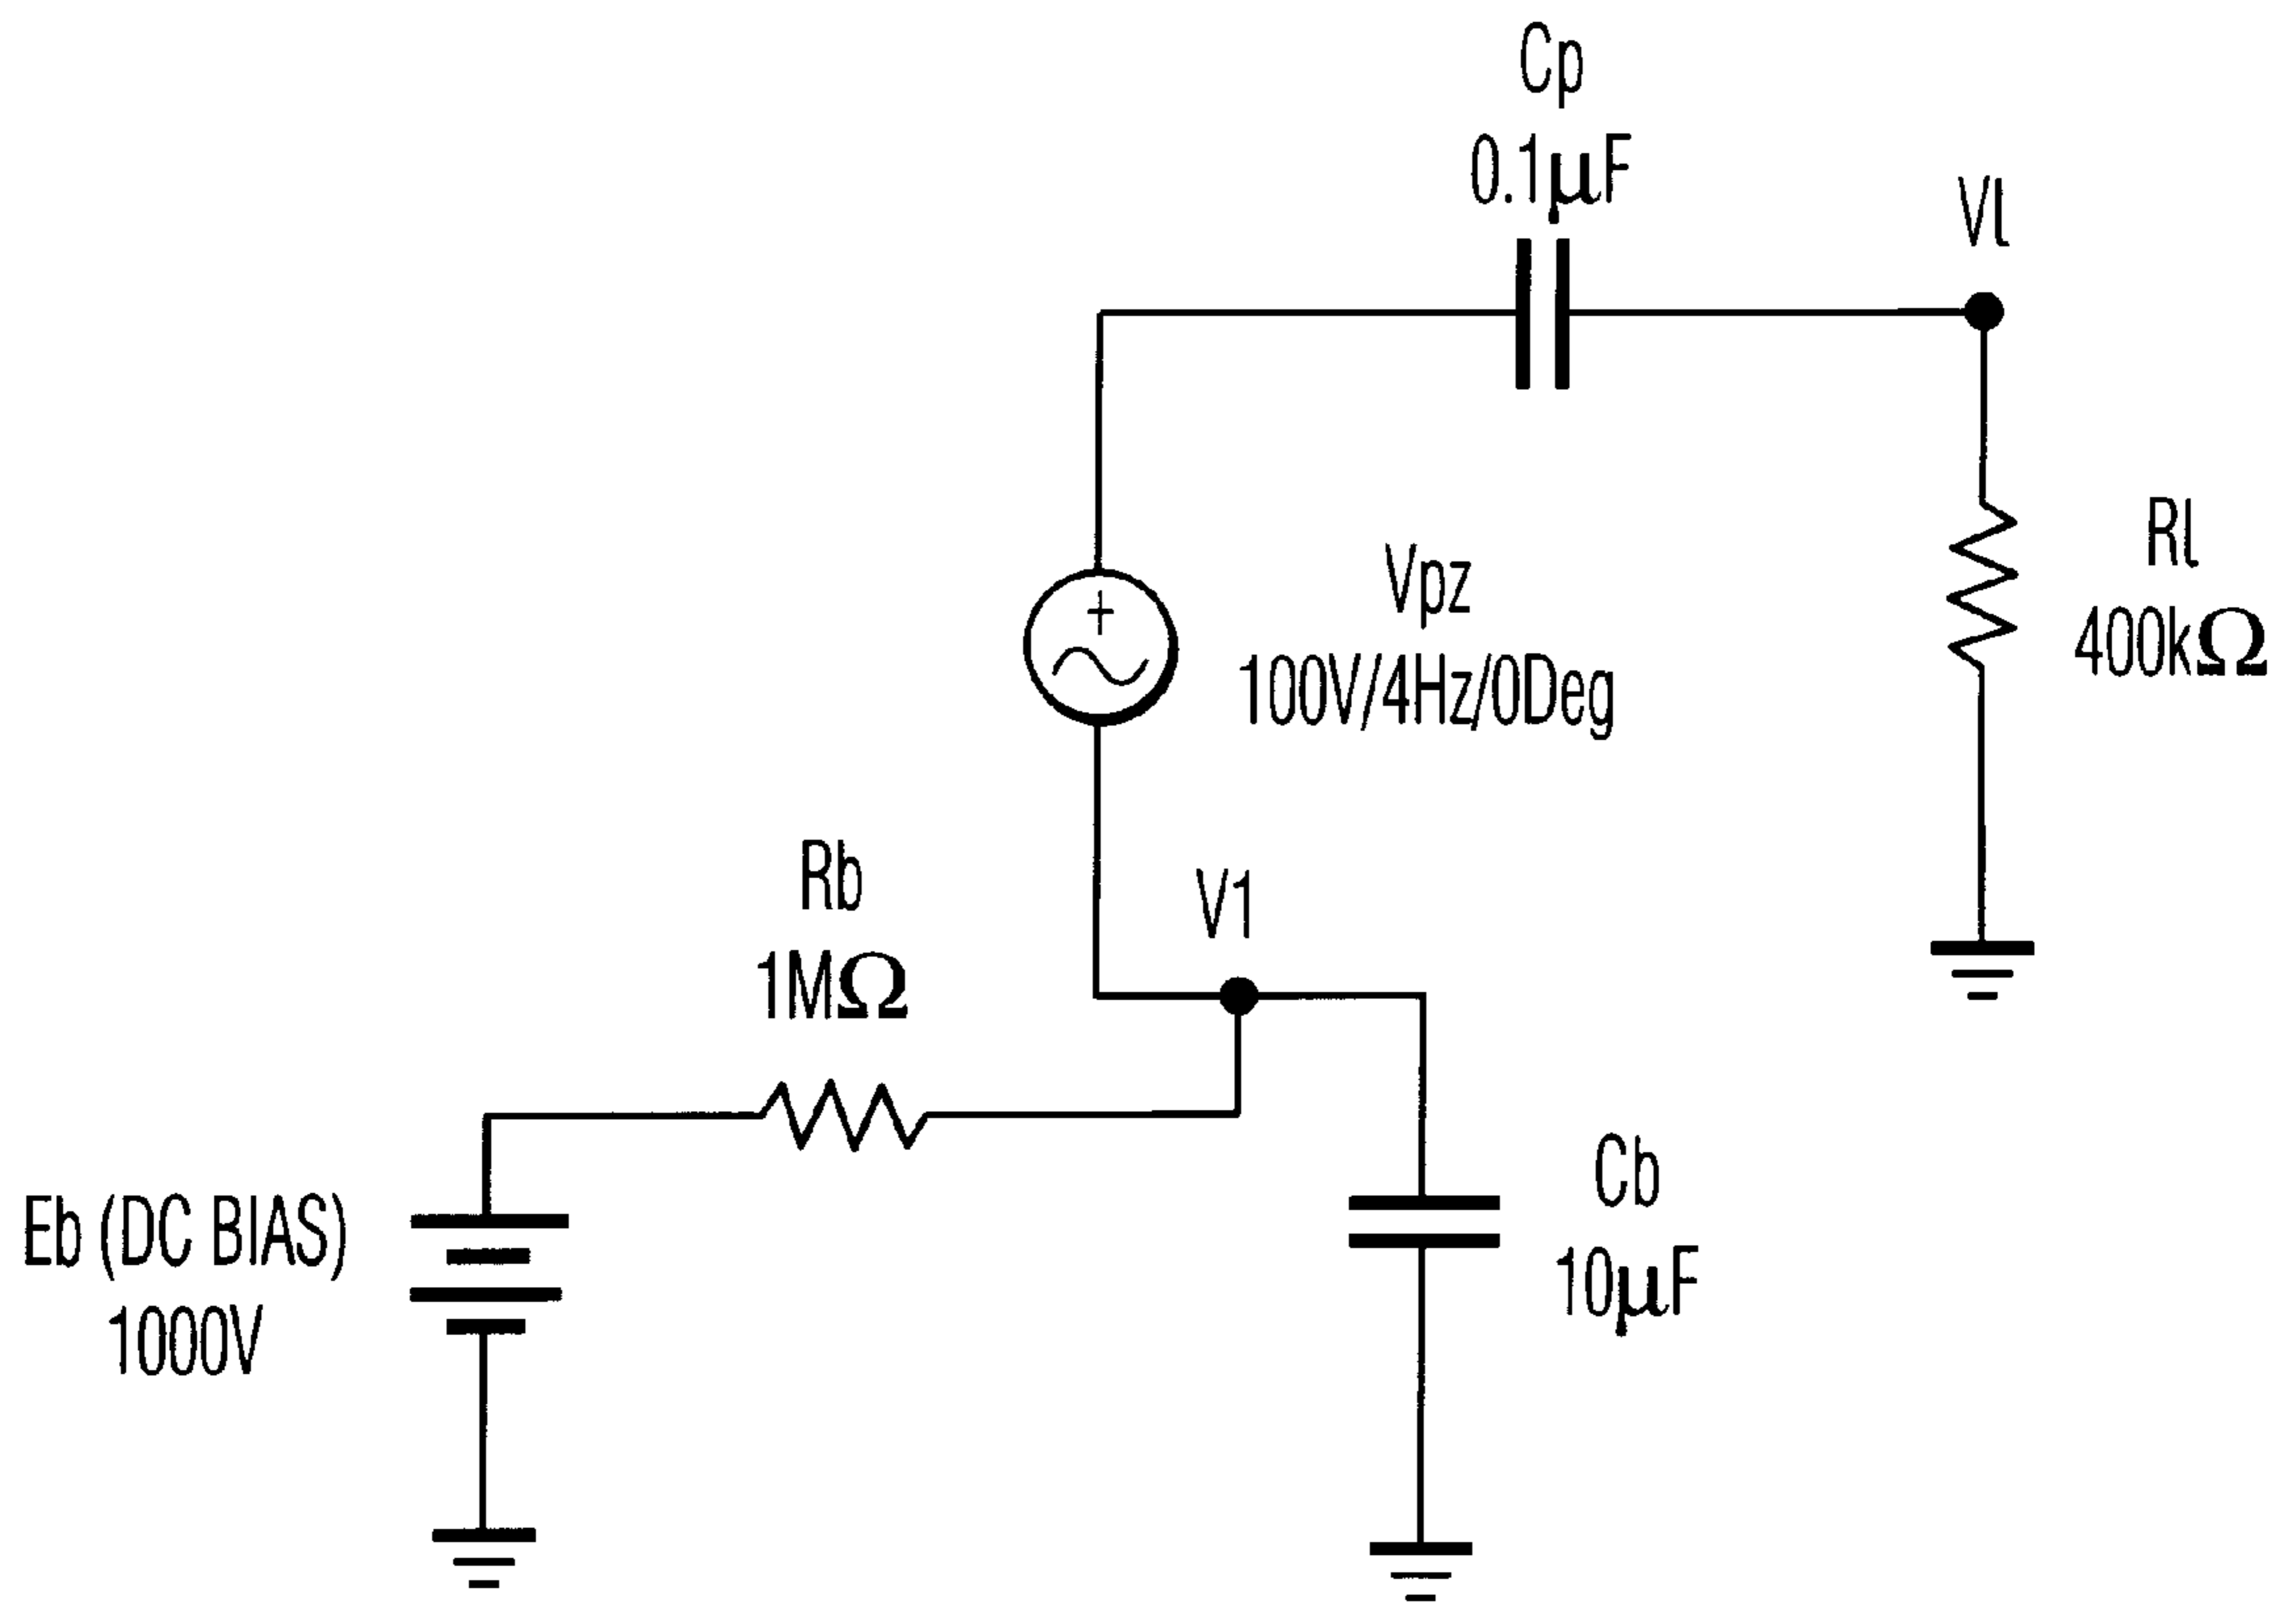 Cp
0.1µF
Vl
Rl
400kΩ
Vpz
100V/4Hz/0Deg
+
Rb
1MΩ
V1
Eb (DC BIAS)
1000V
Cb
10µF